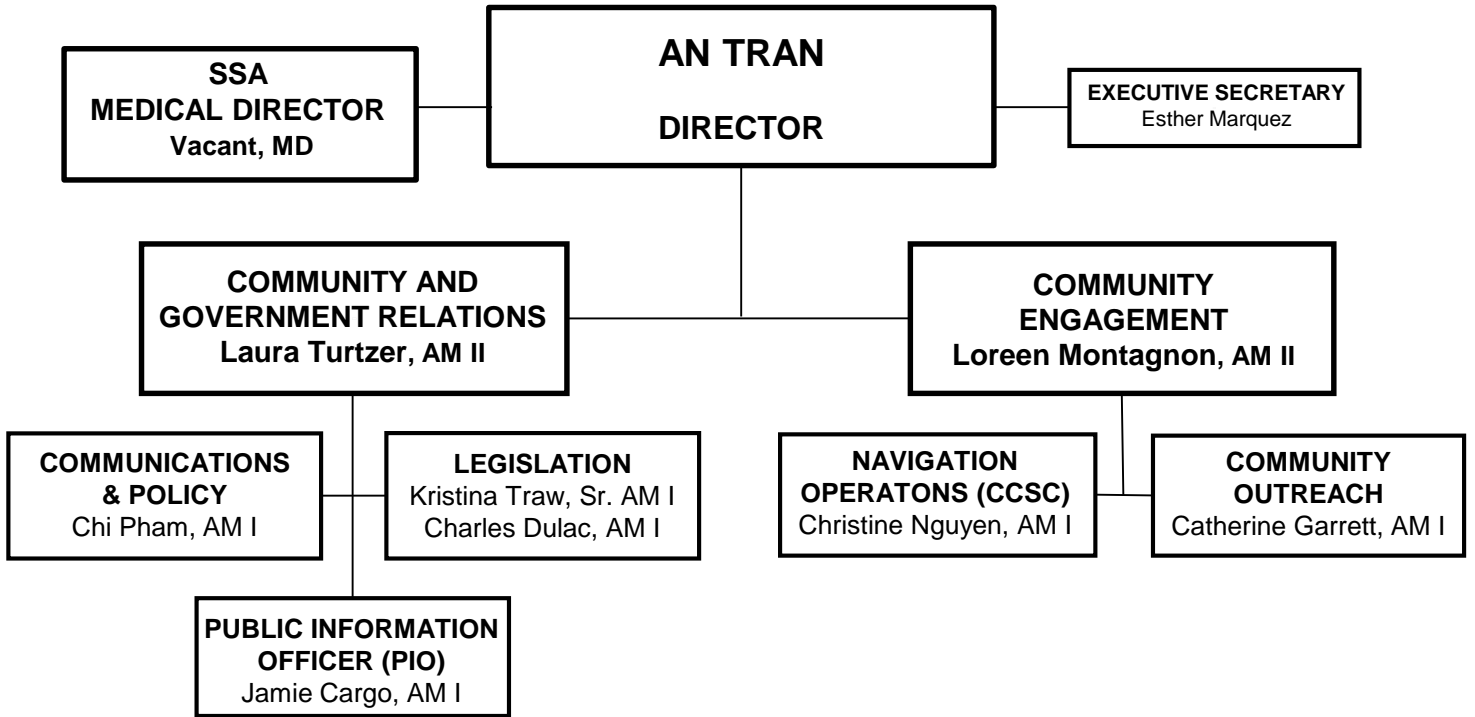 AN TRAN
DIRECTOR
SSA
MEDICAL DIRECTOR
Vacant, MD
EXECUTIVE SECRETARY
Esther Marquez
COMMUNITY AND
GOVERNMENT RELATIONS
Laura Turtzer, AM II
COMMUNITY
ENGAGEMENT
Loreen Montagnon, AM II
COMMUNICATIONS
& POLICY
Chi Pham, AM I
LEGISLATION
Kristina Traw, Sr. AM I
Charles Dulac, AM I
NAVIGATION
OPERATONS (CCSC)
Christine Nguyen, AM I
COMMUNITY
OUTREACH
Catherine Garrett, AM I
PUBLIC INFORMATION
OFFICER (PIO)
Jamie Cargo, AM I